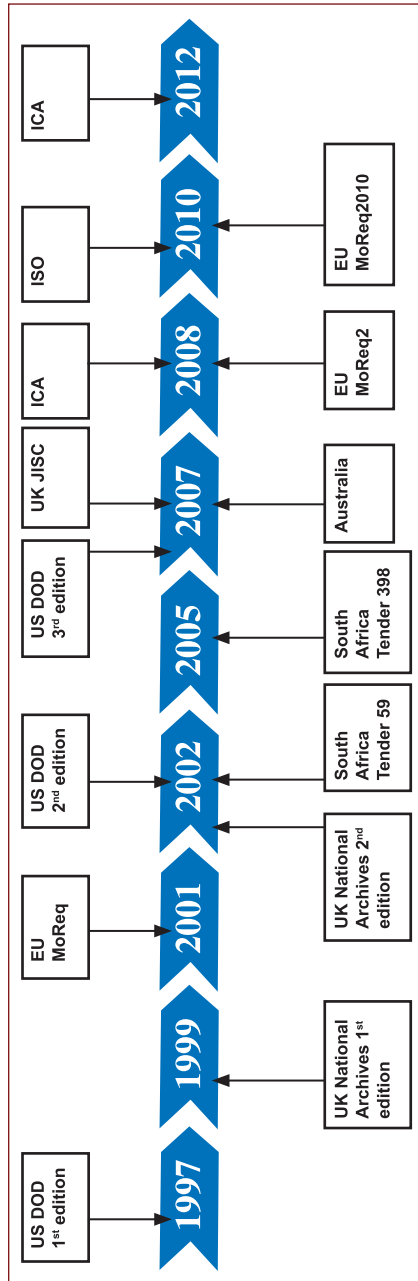 US DOD
1st edition
EU
MoReq
US DOD
2nd edition
US DOD
3rd edition
UK JISC
ICA
ISO
ICA
1997
1999
2001
2002
2005
2007
2008
2010
2012
UK National
Archives 1st
edition
UK National
Archives 2nd
edition
South
Africa
Tender 59
South
Africa
Tender 398
Australia
EU
MoReq2
EU
MoReq2010